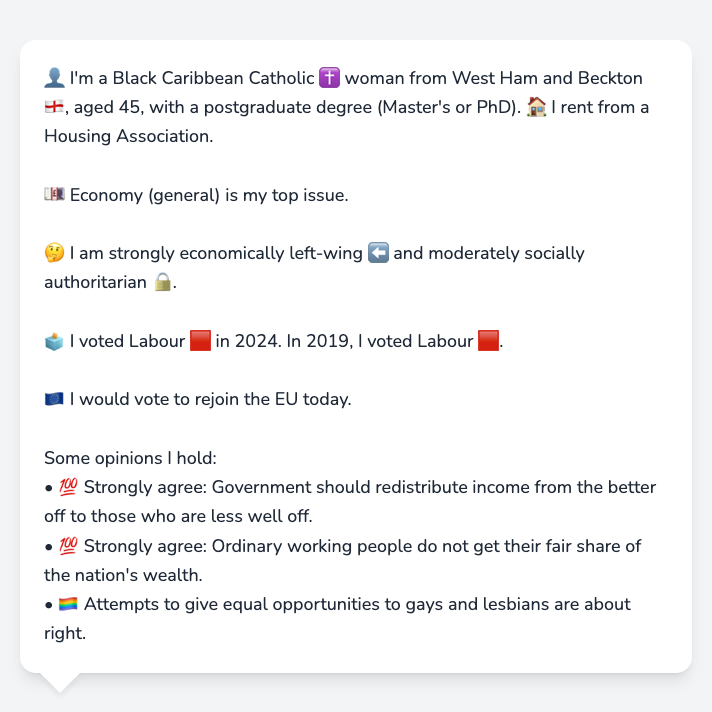 👤 I'm a Black Caribbean Catholic ✝️ woman from West Ham and Beckton
🏴󠁧󠁢󠁥󠁮󠁧󠁿, aged 45, with a postgraduate degree (Master's or PhD). 🏠 I rent from a
Housing Association.
💷 Economy (general) is my top issue.
🤔 I am strongly economically left-wing ⬅️ and moderately socially
authoritarian 🔒.
🗳️ I voted Labour 🟥 in 2024. In 2019, I voted Labour 🟥.
🇪🇺 I would vote to rejoin the EU today.
Some opinions I hold:
• 💯 Strongly agree: Government should redistribute income from the better
off to those who are less well off.
• 💯 Strongly agree: Ordinary working people do not get their fair share of
the nation's wealth.
• 🏳️‍🌈 Attempts to give equal opportunities to gays and lesbians are about
right.